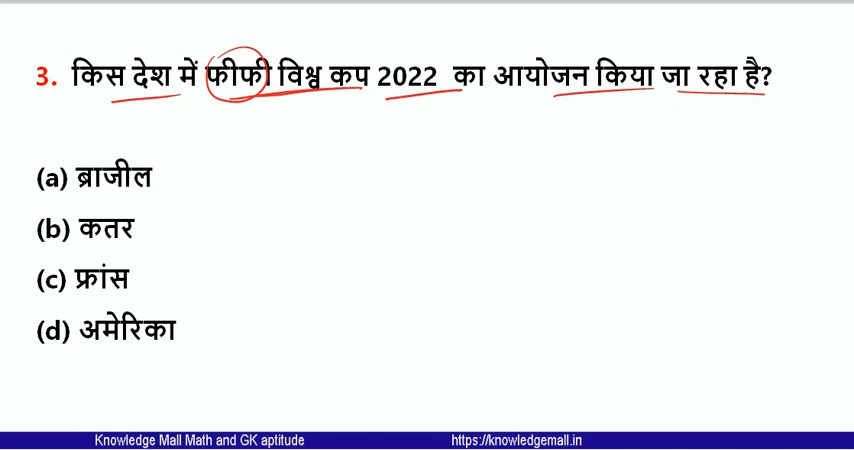 3. किस देश में फीफी विश्व कप 2022 का आयोजन किया जा रहा है?
(a) ब्राजील
(b) कतर
(c) फ्रांस
(d) अमेरिका
Knowledge Mall Math and GK aptitude https://knowledgemall.in